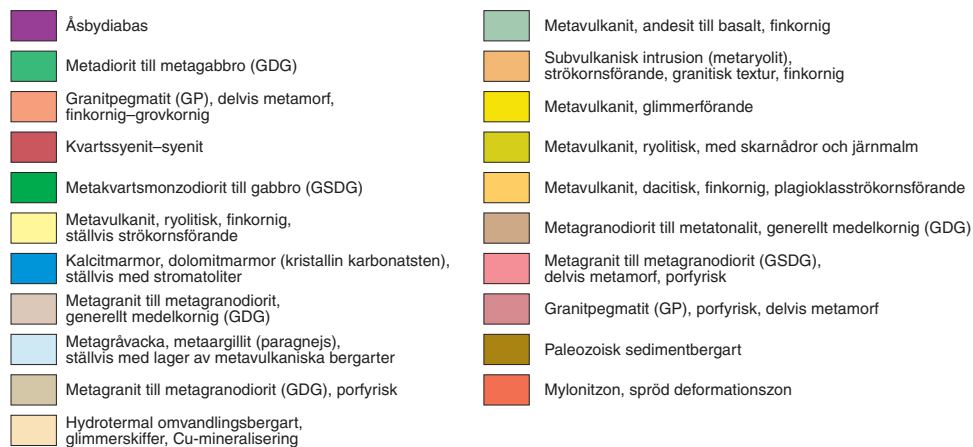 Åsbydiabas
Metadiorit till metagabbro (GDG)
Granitpegmatit (GP), delvis metamorf,
finkornig–grovkornig
Kvartssyenit–syenit
Metakvartsmonzodiorit till gabbro (GSDG)
Metavulkanit, ryolitisk, finkornig,
ställvis strökornsförande
Kalcitmarmor, dolomitmarmor (kristallin karbonatsten),
ställvis med stromatoliter
Metagranit till metagranodiorit,
generellt medelkornig (GDG)
Metagråvacka, metaargillit (paragnejs),
ställvis med lager av metavulkaniska bergarter
Metagranit till metagranodiorit (GDG), porfyrisk
Hydrotermal omvandlingsbergart,
glimmerskiffer, Cu-mineralisering
Metavulkanit, andesit till basalt, finkornig
Subvulkanisk intrusion (metaryolit),
strökornsförande, granitisk textur, finkornig
Metavulkanit, glimmerförande
Metavulkanit, ryolitisk, med skarnådror och järnmalm
Metavulkanit, dacitisk, finkornig, plagioklasströkornsförande
Metagranodiorit till metatonalit, generellt medelkornig (GDG)
Metagranit till metagranodiorit (GSDG),
delvis metamorf, porfyrisk
Granitpegmatit (GP), porfyrisk, delvis metamorf
Paleozoisk sedimentbergart
Mylonitzon, spröd deformationszon